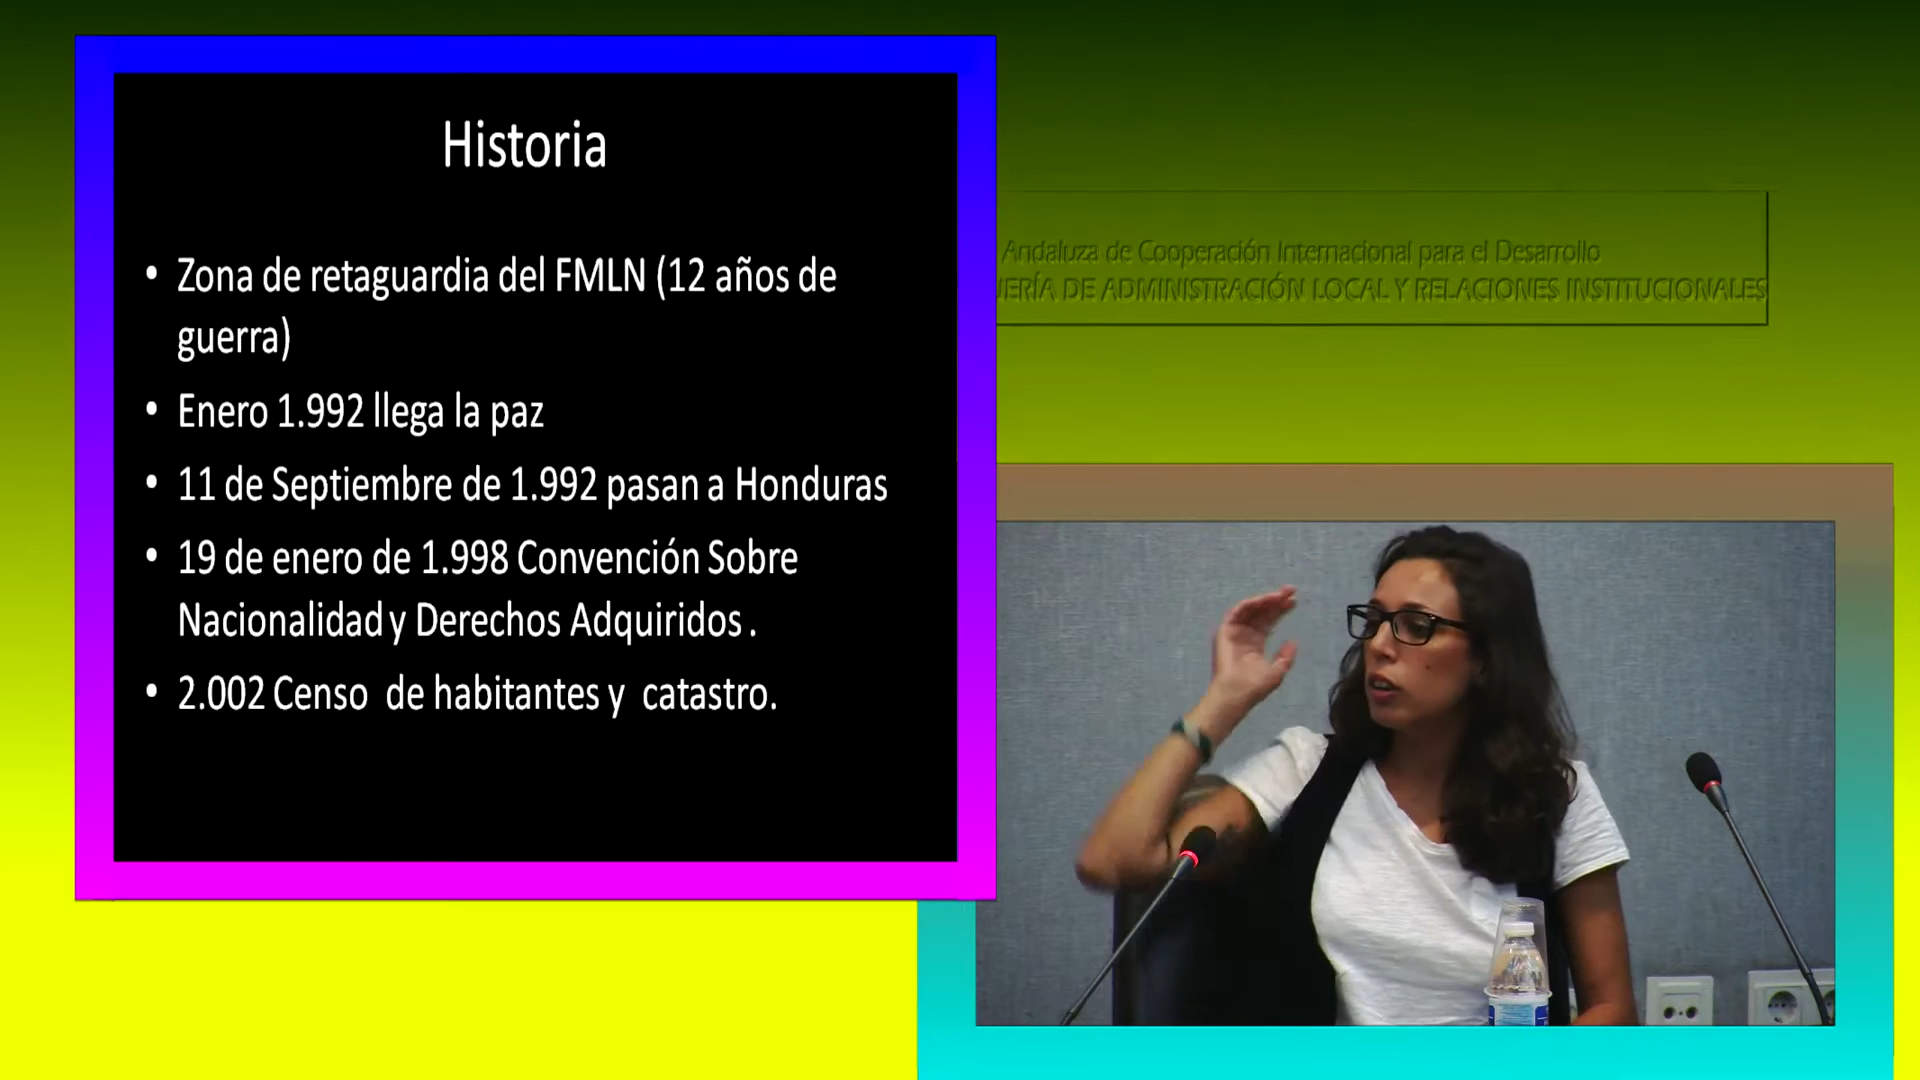 Historia
• Zona de retaguardia del FMLN (12 años de
guerra)
• Enero 1.992 llega la paz
• 11 de Septiembre de 1.992 pasan a Honduras
• 19 de enero de 1.998 Convención Sobre
Nacionalidad y Derechos Adquiridos .
• 2.002 Censo de habitantes y catastro.
Andaluza de Cooperación Internacional para el Desarrollo
DE ADMINISTRACIÓN LOCAL Y RELACIONES INSTITUCIONALES